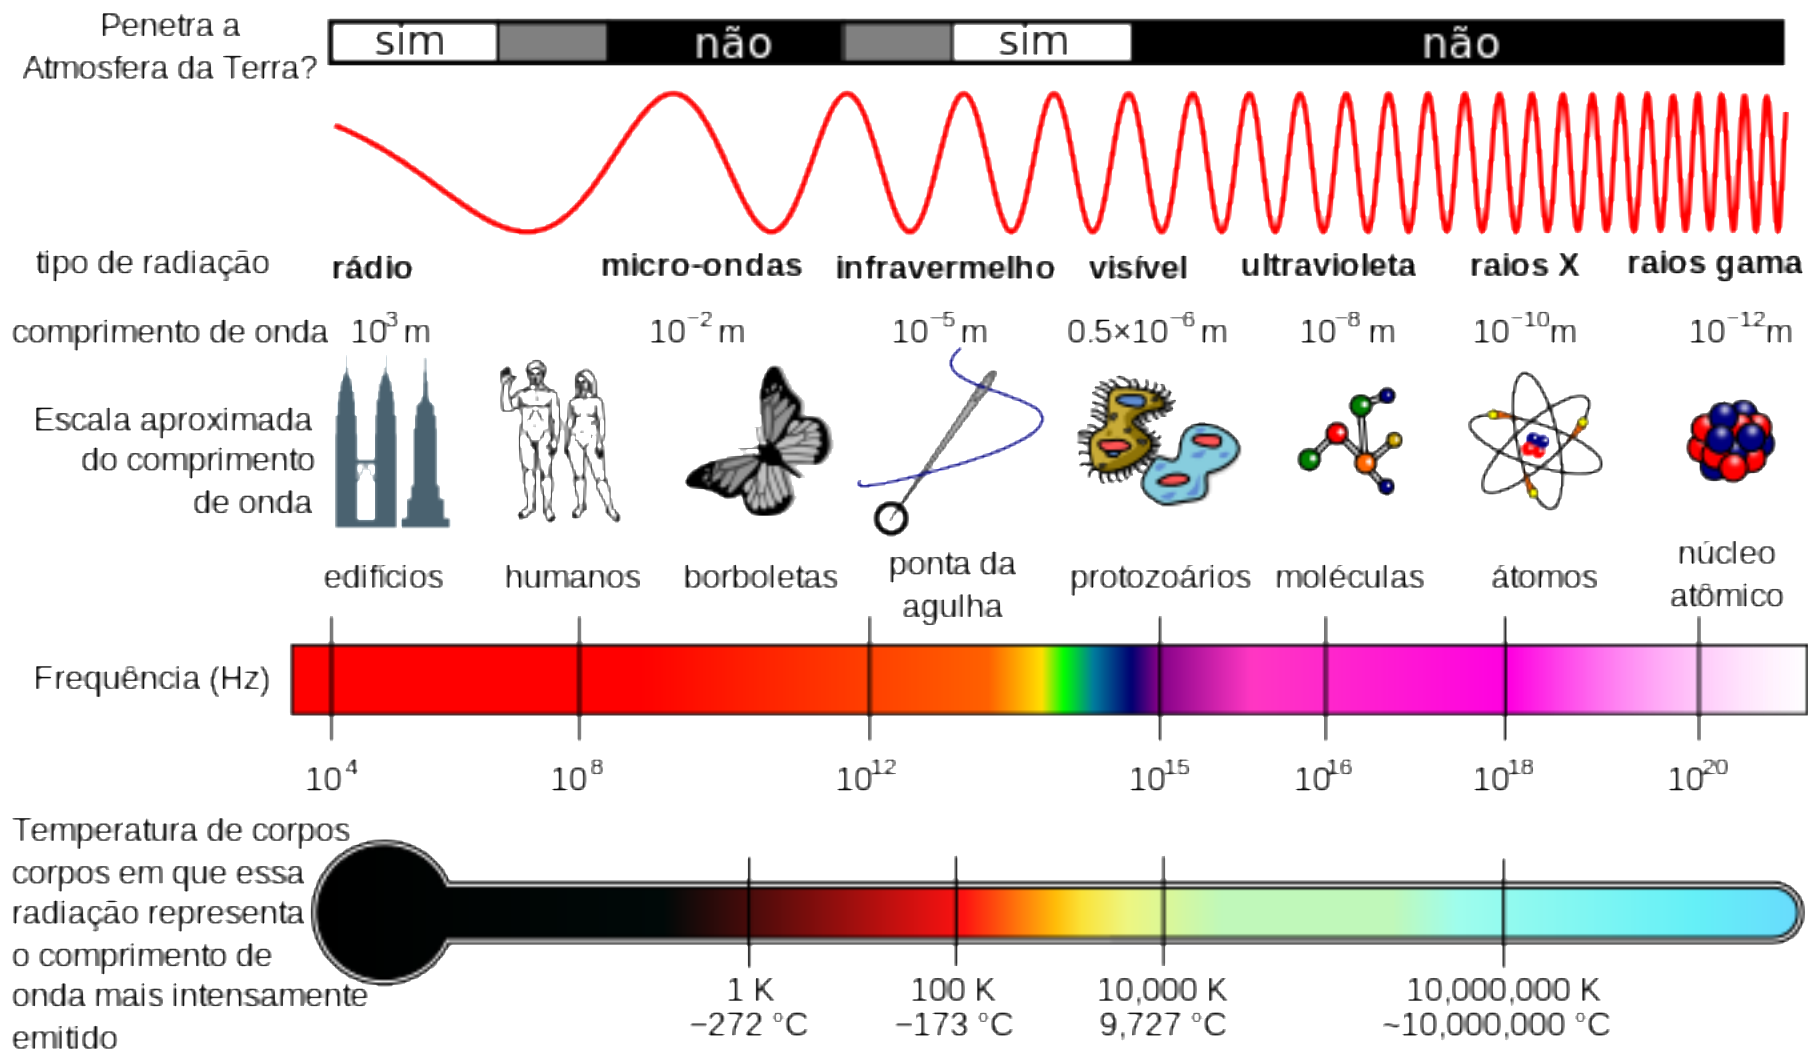 Penetra a
Atmosfera da Terra?
sim
não
sim
não
tipo de radiação
rádio
micro-ondas
infravermelho
visível
ultravioleta
raios X
raios gama
comprimento de onda
10³ m
10⁻² m
10⁻⁵ m
0.5×10⁻⁶ m
10⁻⁸ m
10⁻¹⁰ m
10⁻¹² m
Escala aproximada
do comprimento
de onda
edifícios
humanos
borboletas
ponta da
agulha
protozoários
moléculas
átomos
núcleo
atômico
Frequência (Hz)
10⁴
10⁸
10¹²
10¹⁵
10¹⁶
10¹⁸
10²⁰
Temperatura de corpos
corpos em que essa
radiação representa
o comprimento de
onda mais intensamente
emitido
1 K
−272 °C
100 K
−173 °C
10,000 K
9,727 °C
10,000,000 K
~10,000,000 °C